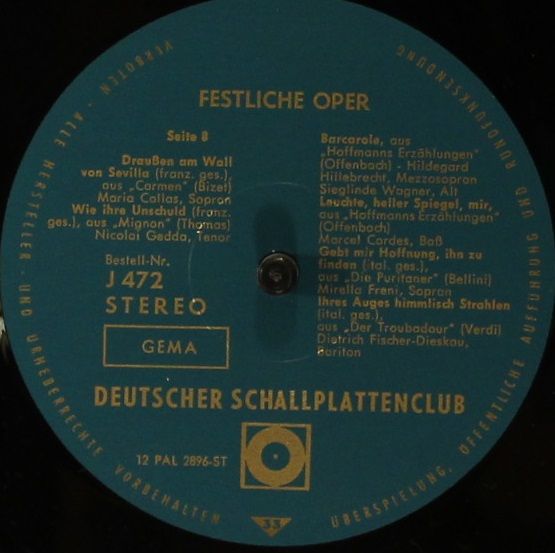 FESTLICHE OPER
Seite 8
Draußen am Wall
von Sevilla (franz. ges.),
aus „Carmen" (Bizet)
Maria Callas, Sopran
Wie ihre Unschuld (franz.
ges.), aus „Mignon" (Thomas)
Nicolai Gedda, Tenor
Bestell-Nr.
J 472
STEREO
GEMA
Barcarole, aus
„Hoffmanns Erzählungen"
(Offenbach) - Hildegard
Hillebrecht, Mezzosopran
Sieglinde Wagner, Alt
Leuchte, heller Spiegel, mir,
aus „Hoffmanns Erzählungen"
(Offenbach)
Marcel Cordes, Baß
Gebt mir Hoffnung, ihn zu
finden (ital. ges.),
aus „Die Puritaner" (Bellini)
Mirella Freni, Sopran
Ihres Auges himmlisch Strahlen
(ital. ges.),
aus „Der Troubadour" (Verdi)
Dietrich Fischer-Dieskau,
Bariton
DEUTSCHER SCHALLPLATTENCLUB
12 PAL 2896-ST
33
ALLE HERSTELLER- UND URHEBERRECHTE VORBEHALTEN
ÜBERSPIELUNG, ÖFFENTLICHE AUFFÜHRUNG UND RUNDFUNKSENDUNG VERBOTEN -